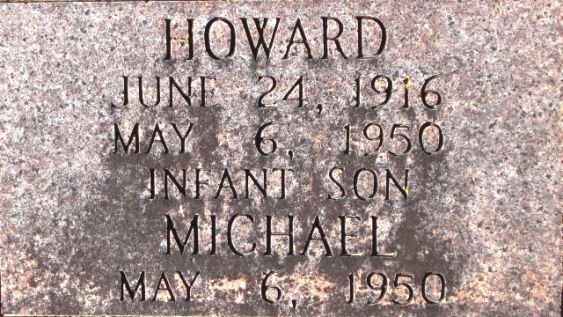 HOWARD
JUNE 24, 1916
MAY 6, 1950
INFANT SON
MICHAEL
MAY 6, 1950